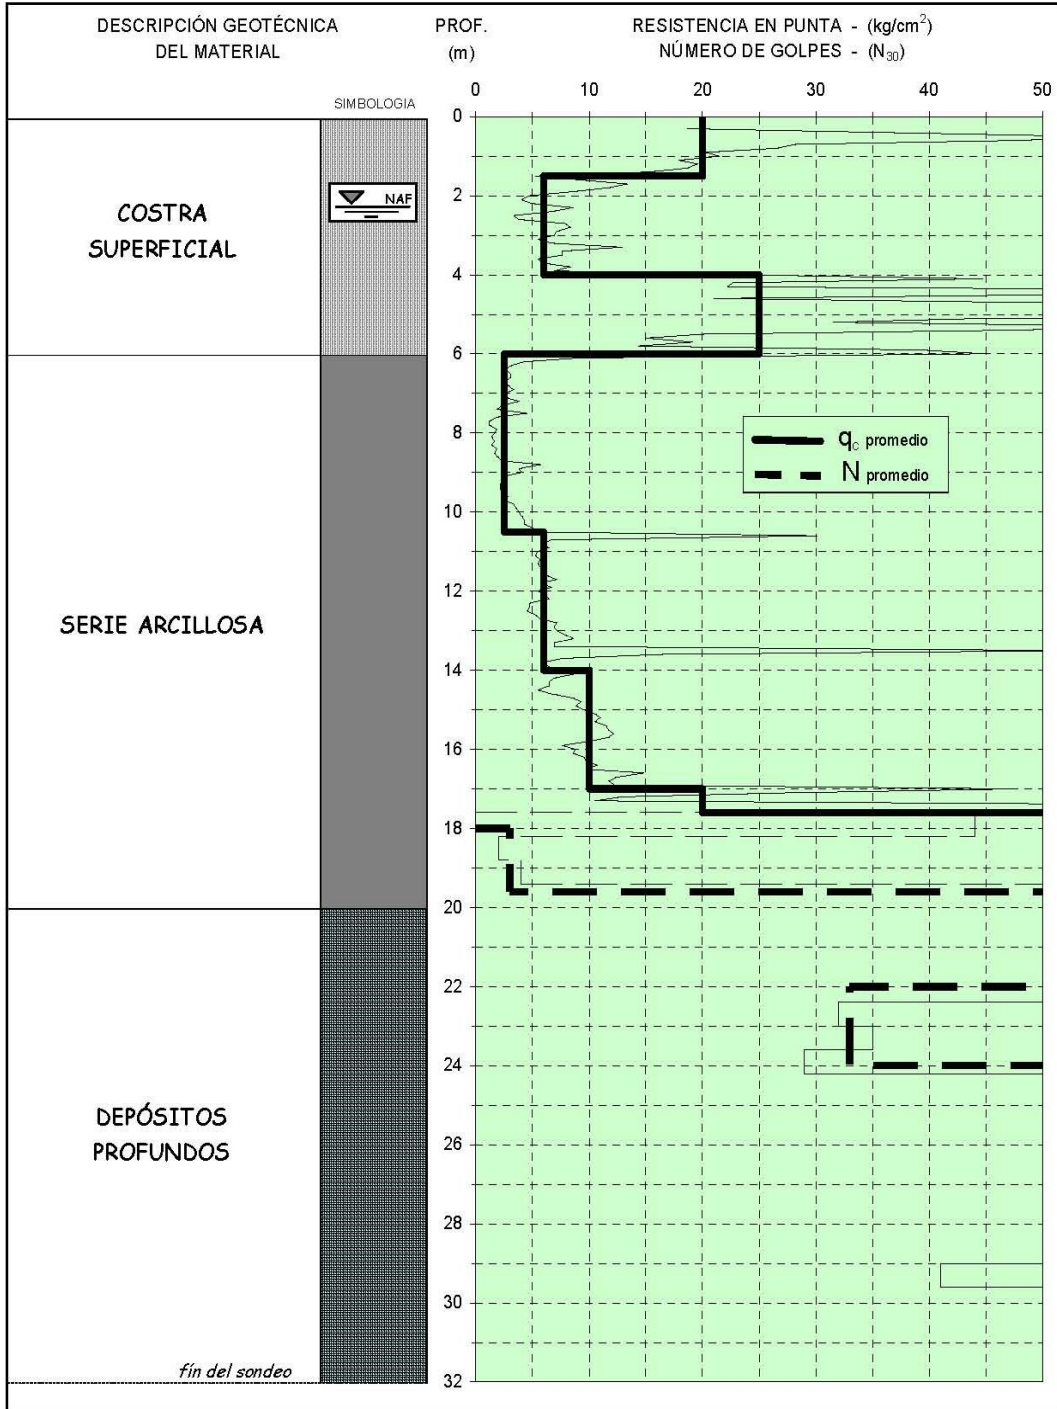 DESCRIPCIÓN GEOTÉCNICA
DEL MATERIAL
PROF.
(m)
RESISTENCIA EN PUNTA - (kg/cm²)
NÚMERO DE GOLPES - (N₃₀)
SIMBOLOGIA
0 10 20 30 40 50
0
2
4
6
8
10
12
14
16
18
20
22
24
26
28
30
32
COSTRA
SUPERFICIAL
NAF
SERIE ARCILLOSA
DEPÓSITOS
PROFUNDOS
fín del sondeo
qc promedio
N promedio